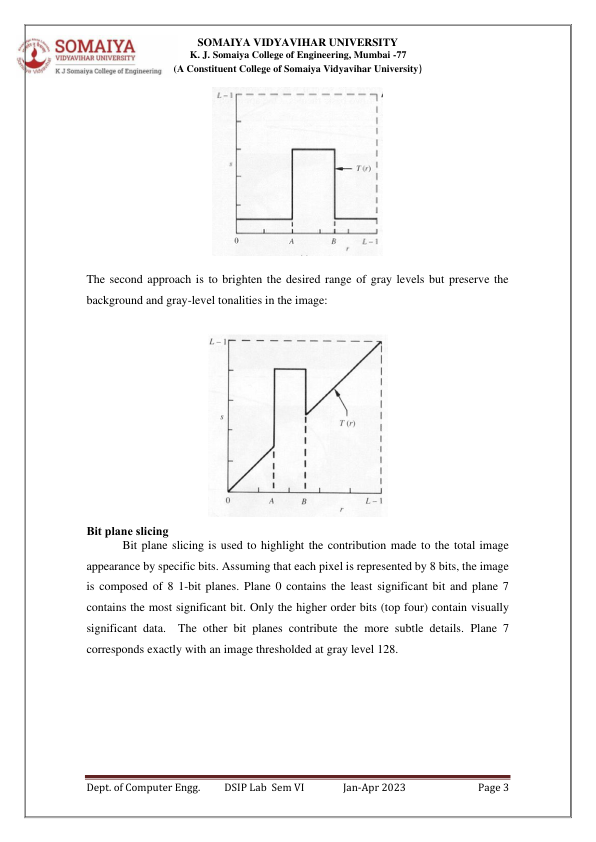 SOMAIYA
VIDYAVIHAR UNIVERSITY
K J Somaiya College of Engineering
SOMAIYA VIDYAVIHAR UNIVERSITY
K. J. Somaiya College of Engineering, Mumbai -77
(A Constituent College of Somaiya Vidyavihar University)
L – 1
s
T(r)
0 A B r L – 1
The second approach is to brighten the desired range of gray levels but preserve the
background and gray-level tonalities in the image:
L – 1
s
T(r)
0 A B r L – 1
Bit plane slicing
Bit plane slicing is used to highlight the contribution made to the total image
appearance by specific bits. Assuming that each pixel is represented by 8 bits, the image
is composed of 8 1-bit planes. Plane 0 contains the least significant bit and plane 7
contains the most significant bit. Only the higher order bits (top four) contain visually
significant data. The other bit planes contribute the more subtle details. Plane 7
corresponds exactly with an image thresholded at gray level 128.
Dept. of Computer Engg. DSIP Lab Sem VI Jan-Apr 2023 Page 3